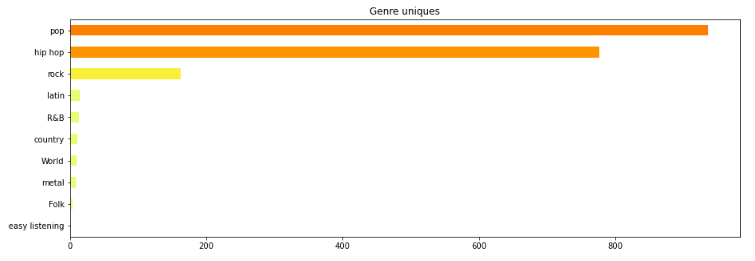 Genre uniques
pop
hip hop
rock
latin
R&B
country
World
metal
Folk
easy listening
0 200 400 600 800